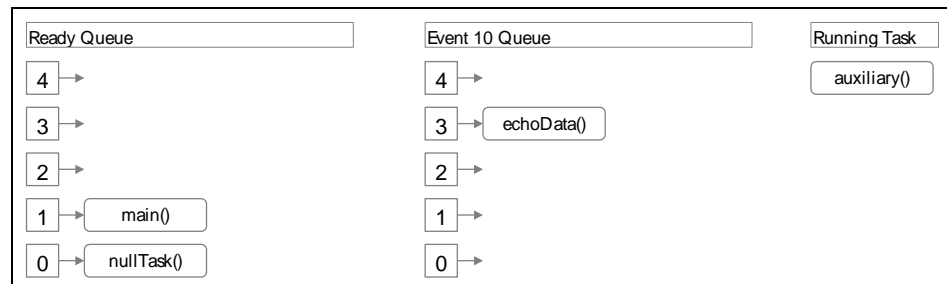 Ready Queue Event 10 Queue Running Task
4 4 auxiliary()
3 3 echoData()
2 2
1 main() 1
0 nullTask() 0